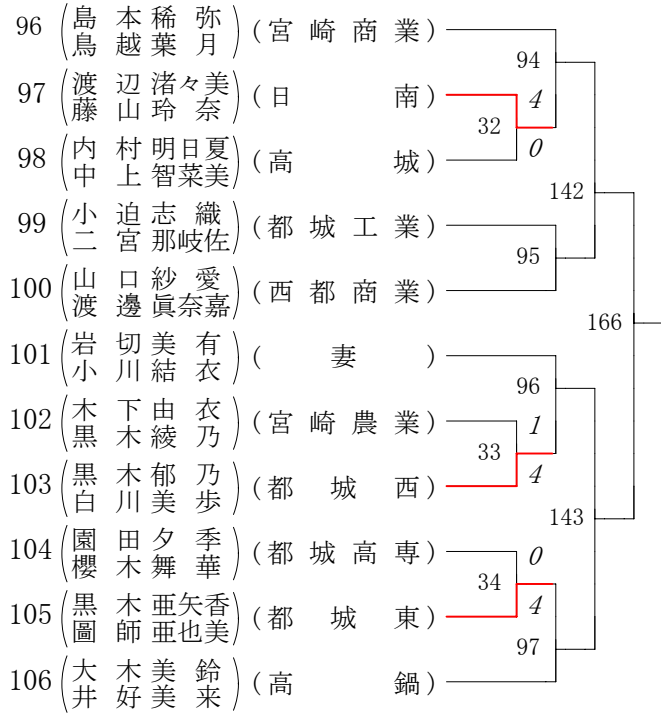 96 (島本稀弥 鳥越葉月) (宮崎商業)
94
97 (渡辺渚々美 藤山玲奈) (日南)
4
32
0
98 (内村明日夏 中上智菜美) (高城)
142
99 (小迫志織 二宮那岐佐) (都城工業)
95
100 (山口紗愛 渡邊眞奈嘉) (西都商業)
166
101 (岩切美有 小川結衣) (妻)
96
102 (木下由衣 黒木綾乃) (宮崎農業)
1
33
4
103 (黒木郁乃 白川美歩) (都城西)
143
104 (園田夕季 櫻木舞華) (都城高専)
0
34
4
105 (黒木亜矢香 圖師亜也美) (都城東)
97
106 (大木美鈴 井好美来) (高鍋)